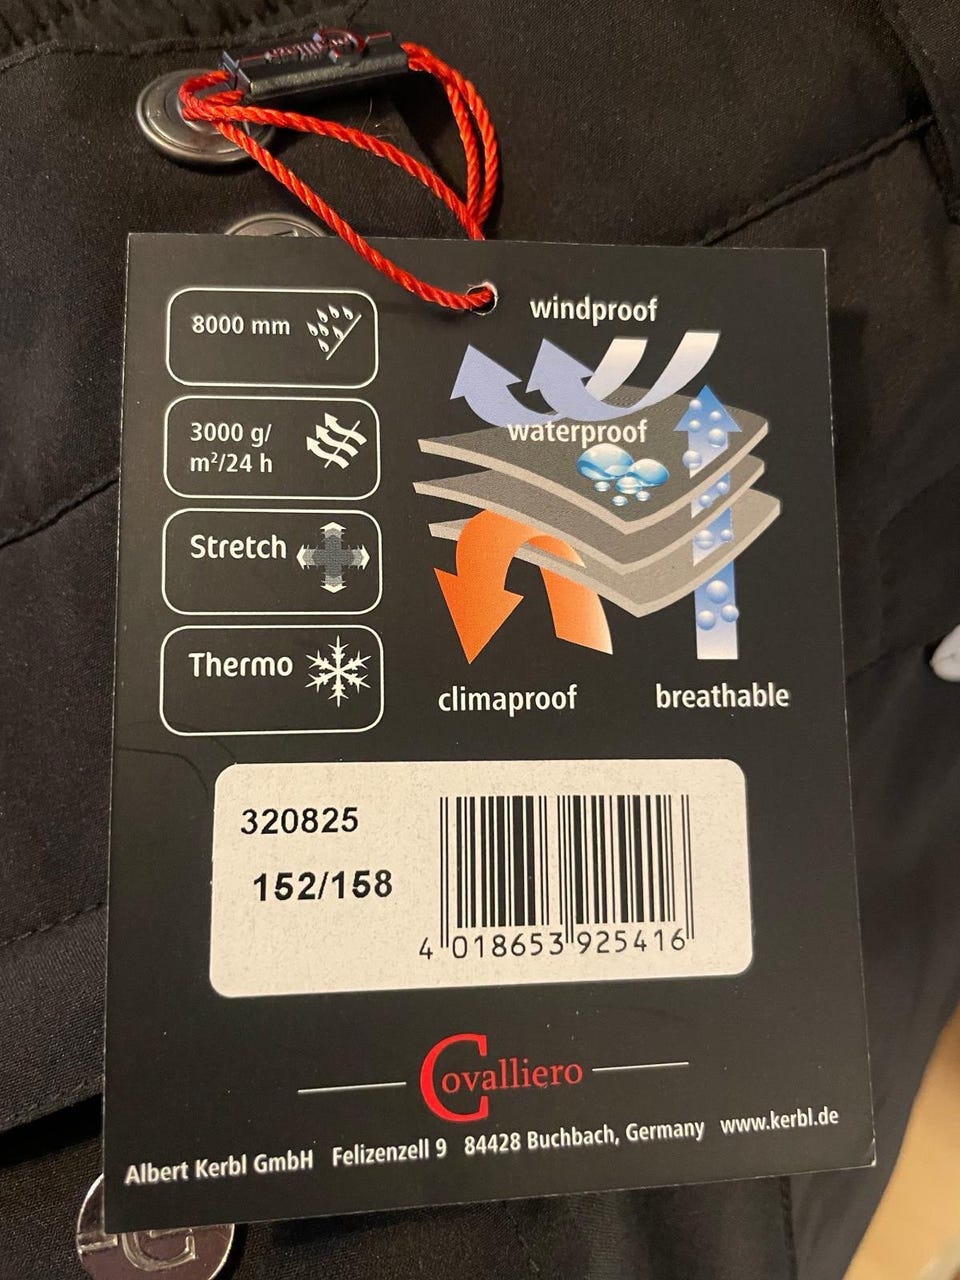 8000 mm
3000 g/
m²/24 h
Stretch
Thermo
windproof
waterproof
climaproof
breathable
320825
152/158
4 018653 925416
Covalliero
Albert Kerbl GmbH Felizenzell 9 84428 Buchbach, Germany www.kerbl.de